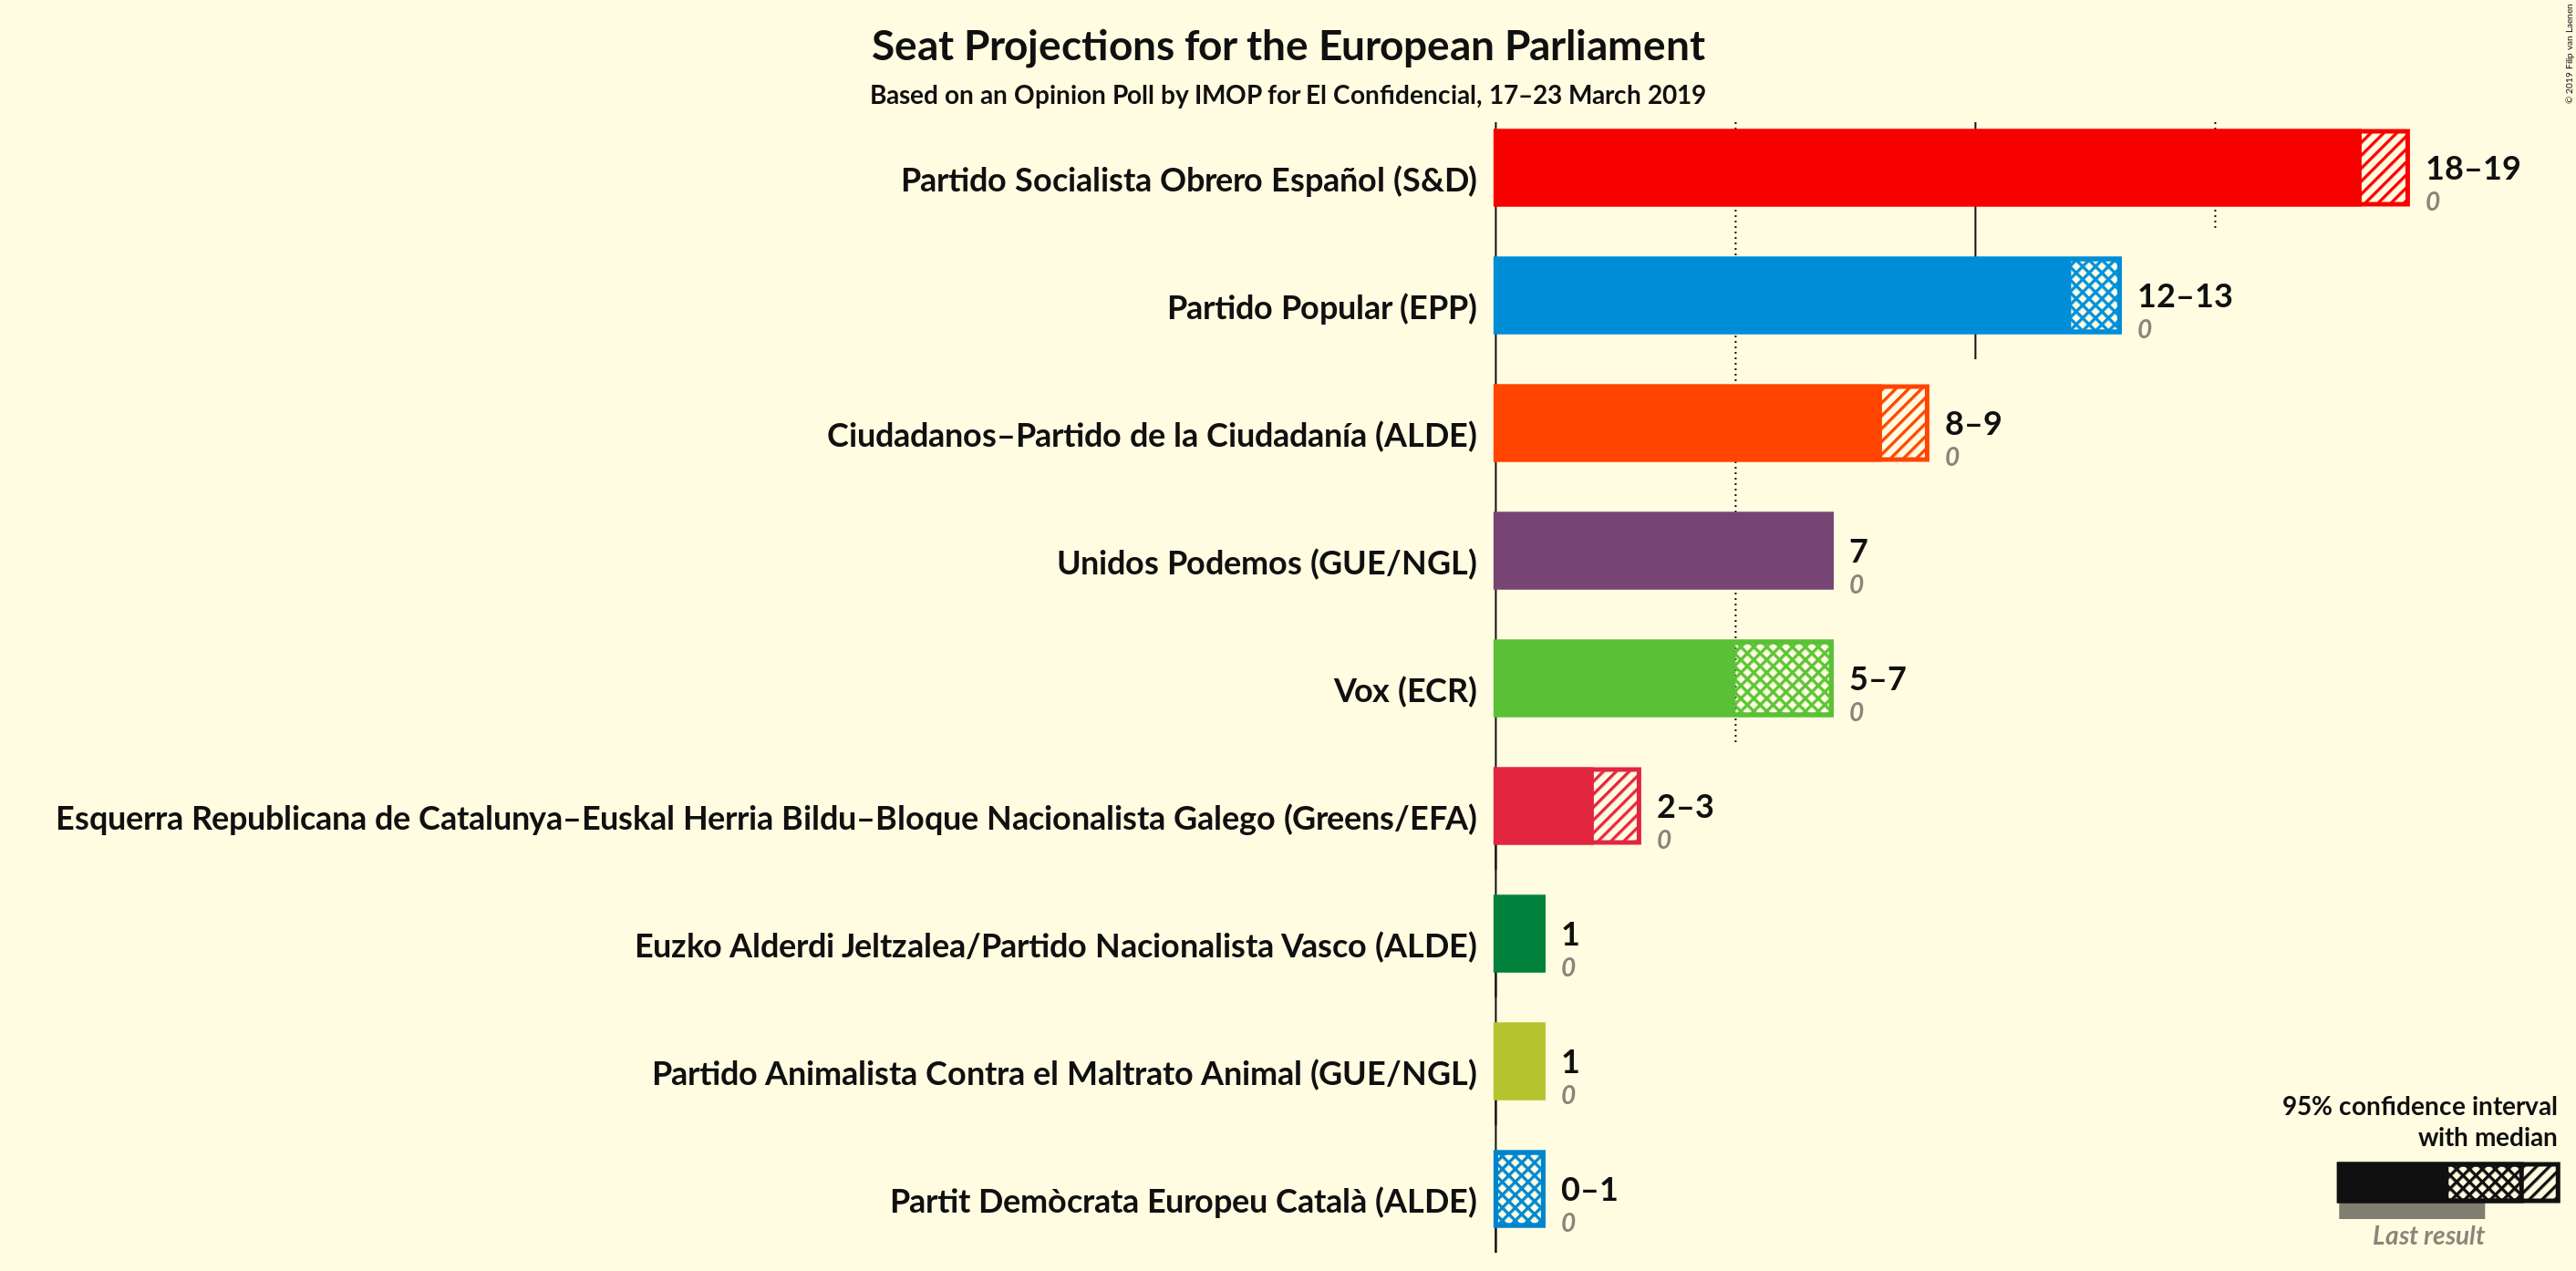 Seat Projections for the European Parliament
Based on an Opinion Poll by IMOP for El Confidencial, 17–23 March 2019
© 2019 Filip van Laenen
Partido Socialista Obrero Español (S&D)
18–19
0
Partido Popular (EPP)
12–13
0
Ciudadanos–Partido de la Ciudadanía (ALDE)
8–9
0
Unidos Podemos (GUE/NGL)
7
0
Vox (ECR)
5–7
0
Esquerra Republicana de Catalunya–Euskal Herria Bildu–Bloque Nacionalista Galego (Greens/EFA)
2–3
0
Euzko Alderdi Jeltzalea/Partido Nacionalista Vasco (ALDE)
1
0
Partido Animalista Contra el Maltrato Animal (GUE/NGL)
1
0
Partit Demòcrata Europeu Català (ALDE)
0–1
0
95% confidence interval
with median
Last result